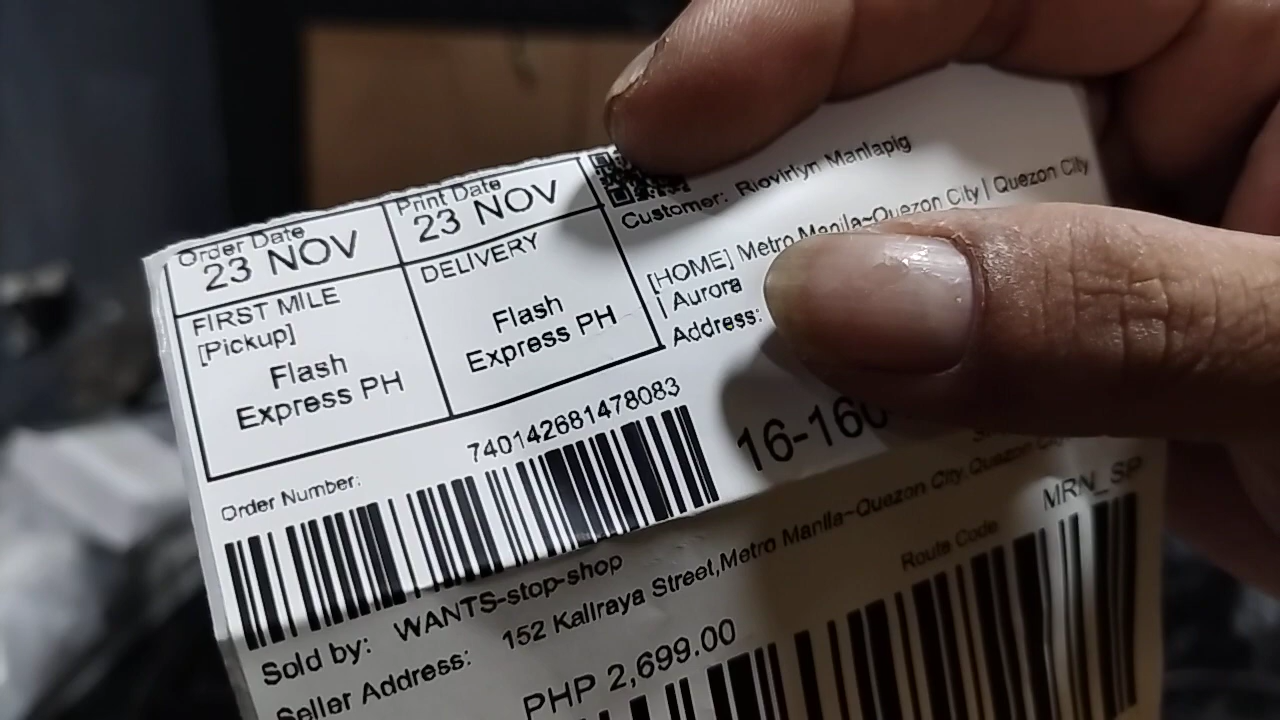 Order Date
23 NOV
Print Date
23 NOV
FIRST MILE
[Pickup]
Flash
Express PH
DELIVERY
Flash
Express PH
Customer: Riovirlyn Manlapig
[HOME] Metro Manila~Quezon City | Quezon City
| Aurora
Address:
Order Number:
740142681478083
16-160
Sold by: WANTS-stop-shop
Seller Address: 152 Kaliraya Street,Metro Manila~Quezon City,Quezon City
Route Code
MRN_SP
PHP 2,699.00